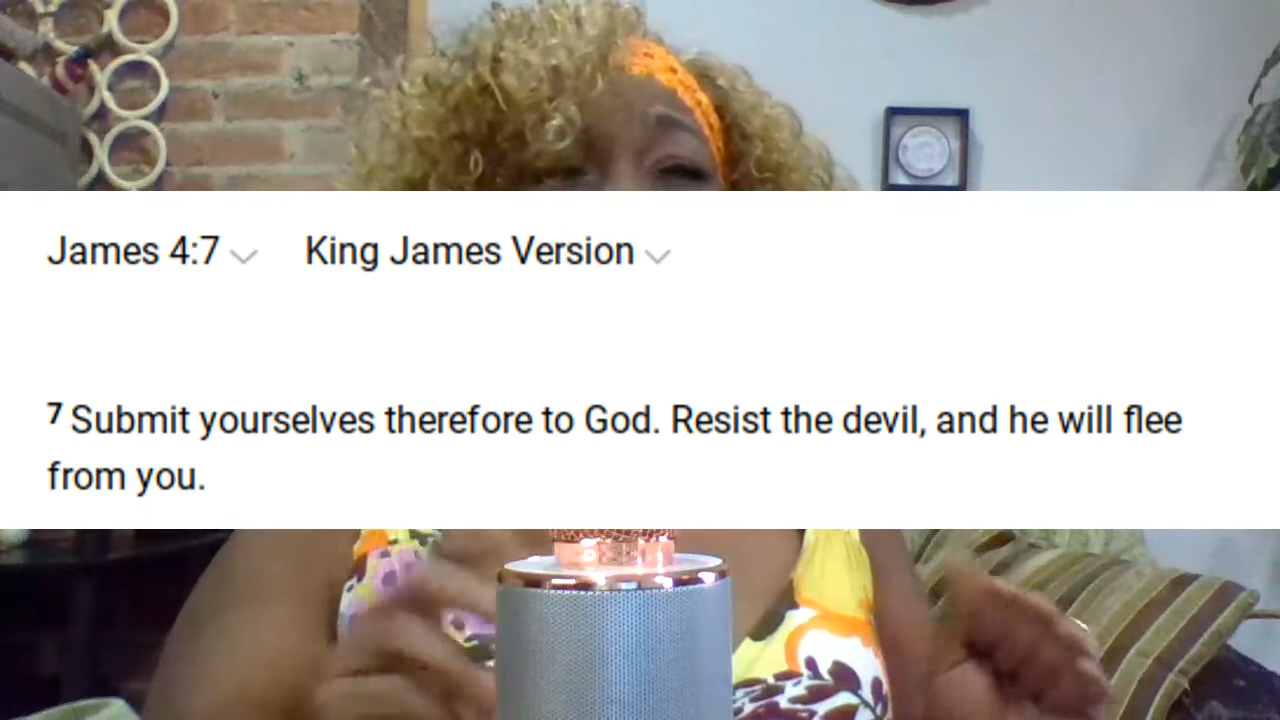 James 4:7 King James Version
7 Submit yourselves therefore to God. Resist the devil, and he will flee
from you.